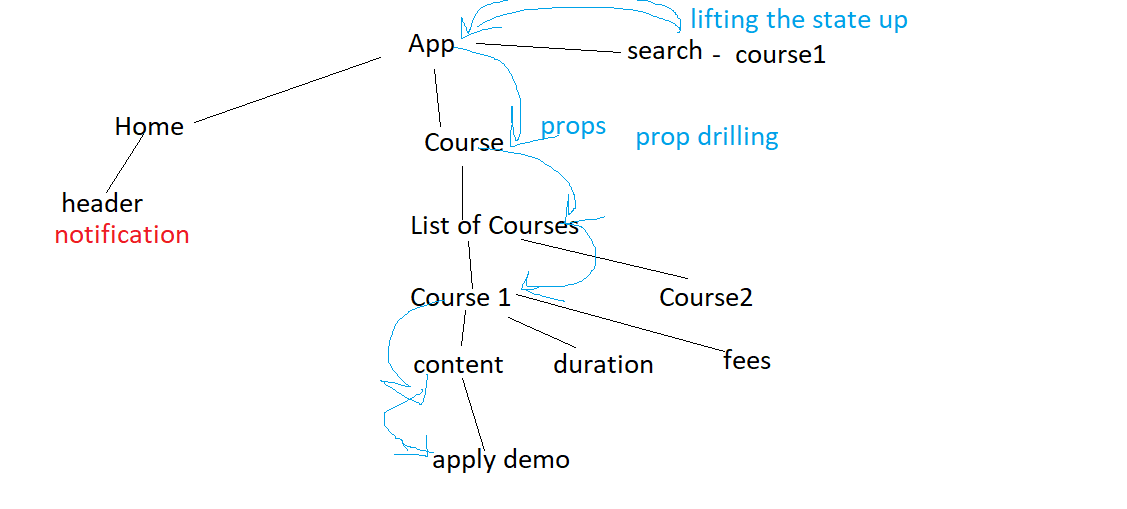 lifting the state up
App
search - course1
Home
props
prop drilling
Course
header
notification
List of Courses
Course 1
Course2
content
duration
fees
apply demo